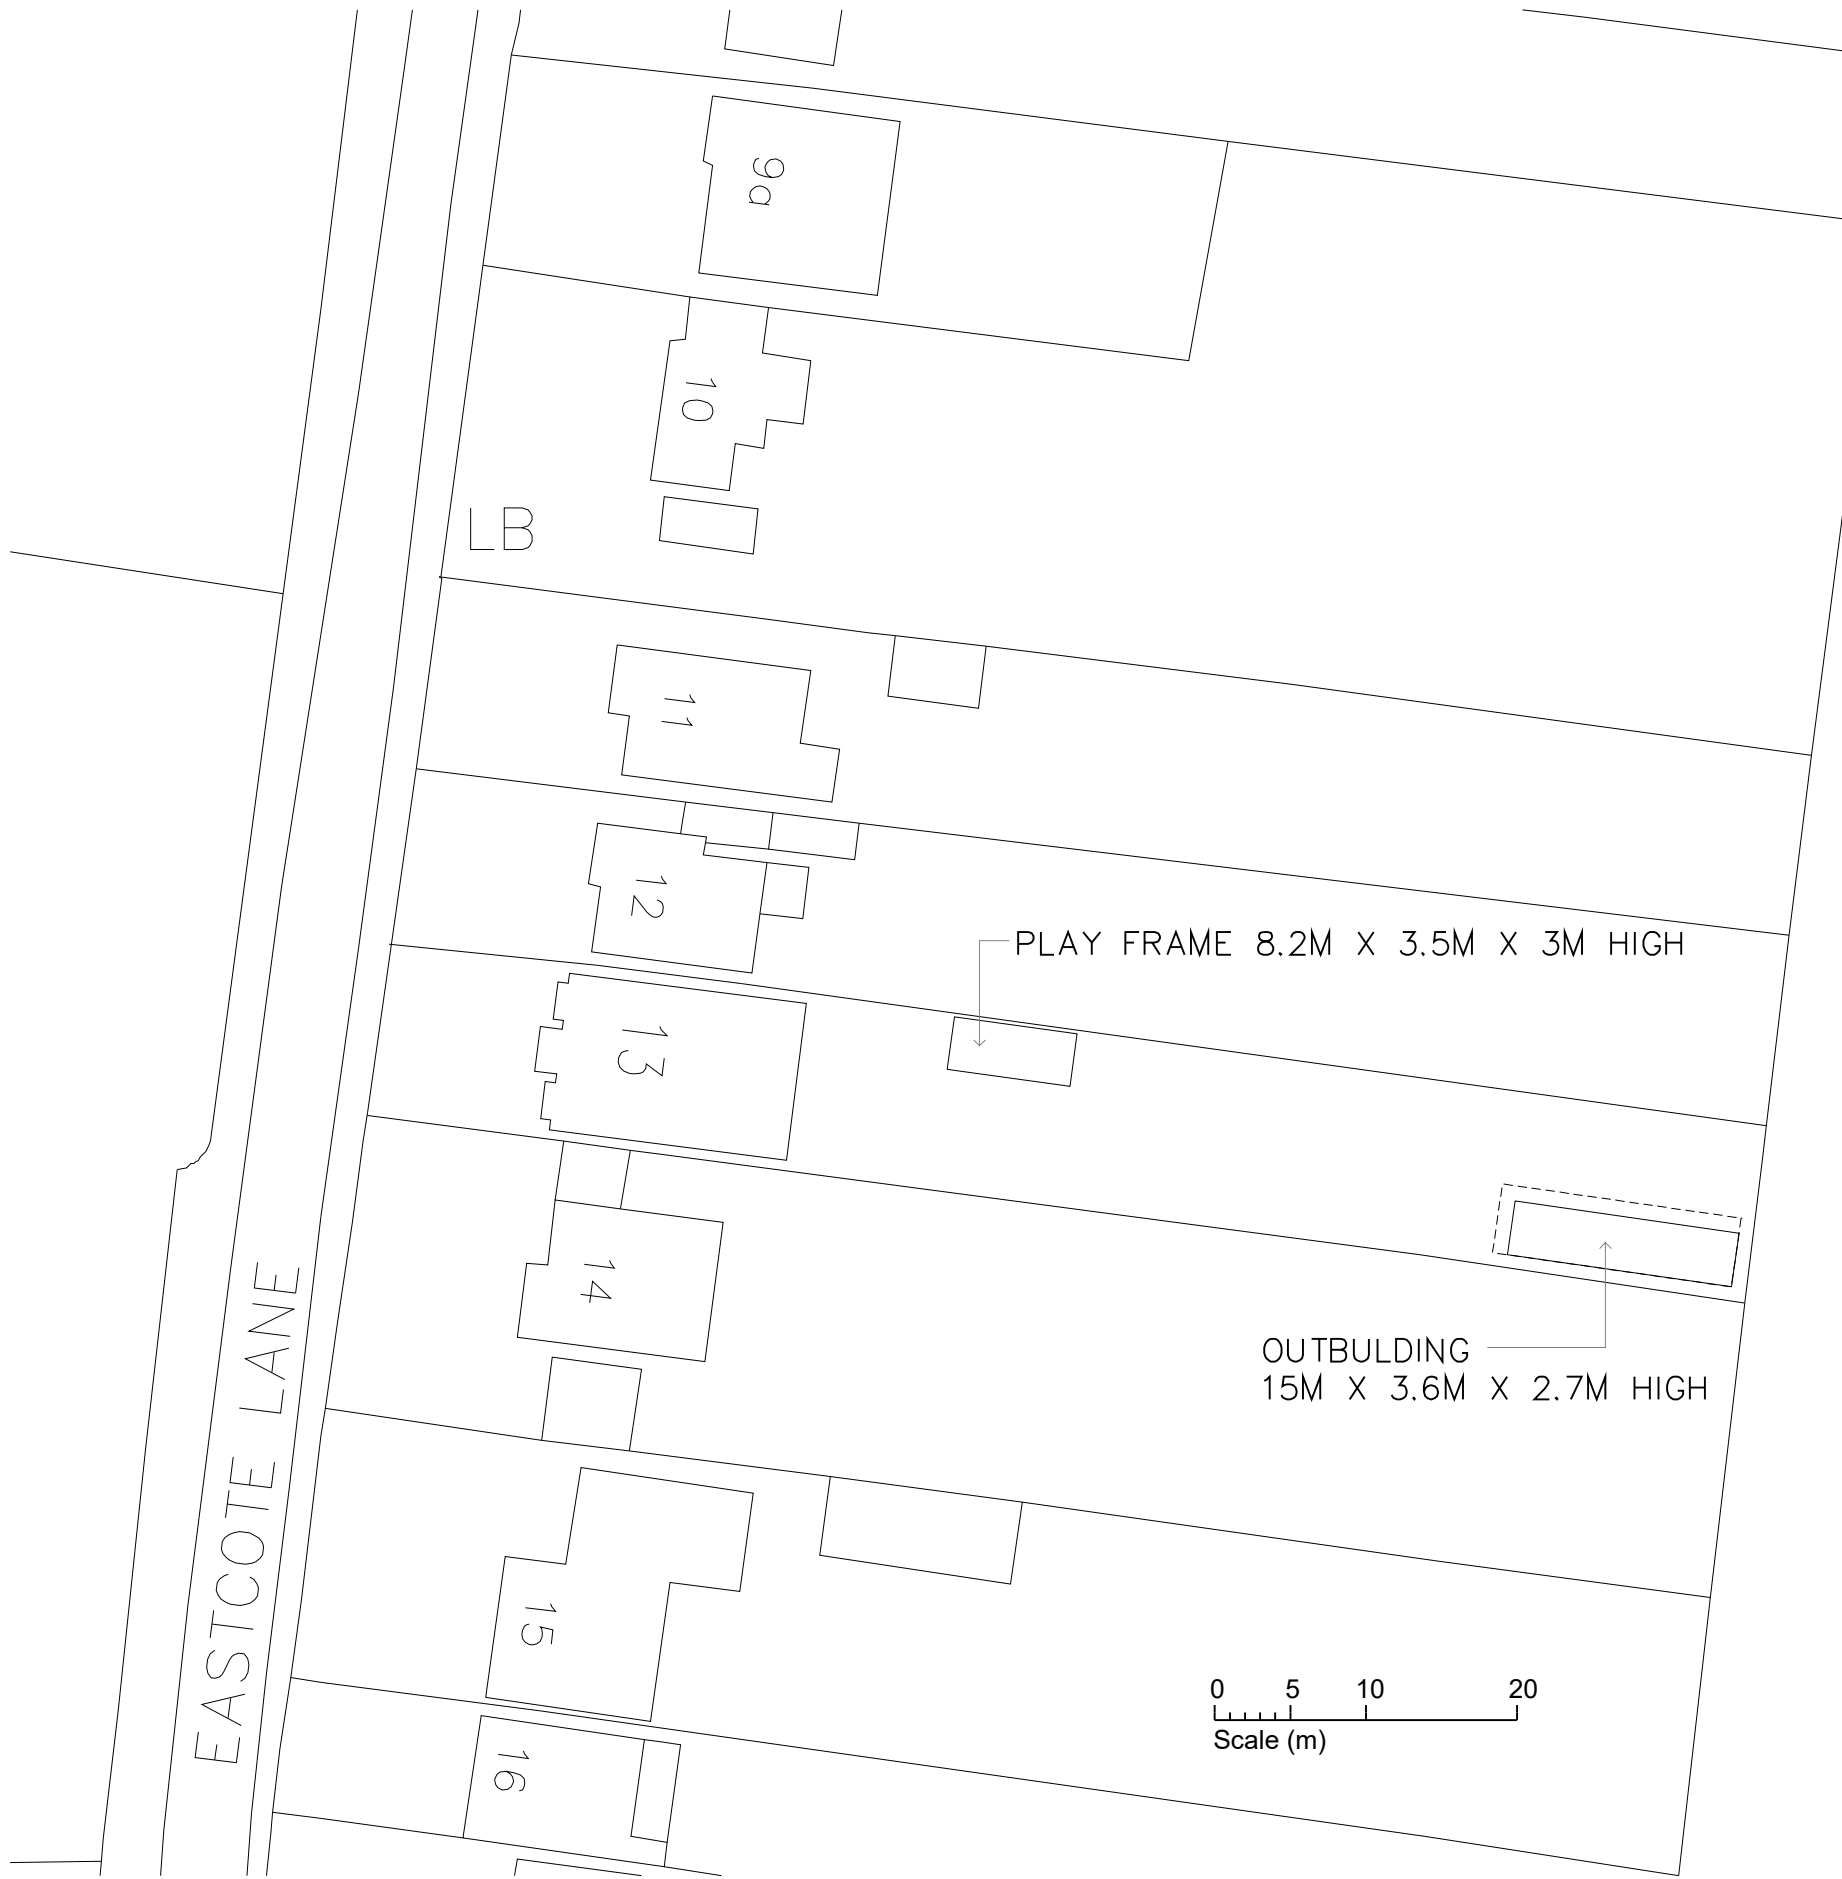 9a
10
LB
11
12
PLAY FRAME 8.2M X 3.5M X 3M HIGH
13
14
OUTBULDING
15M X 3.6M X 2.7M HIGH
EASTCOTE LANE
15
0 5 10 20
Scale (m)
16